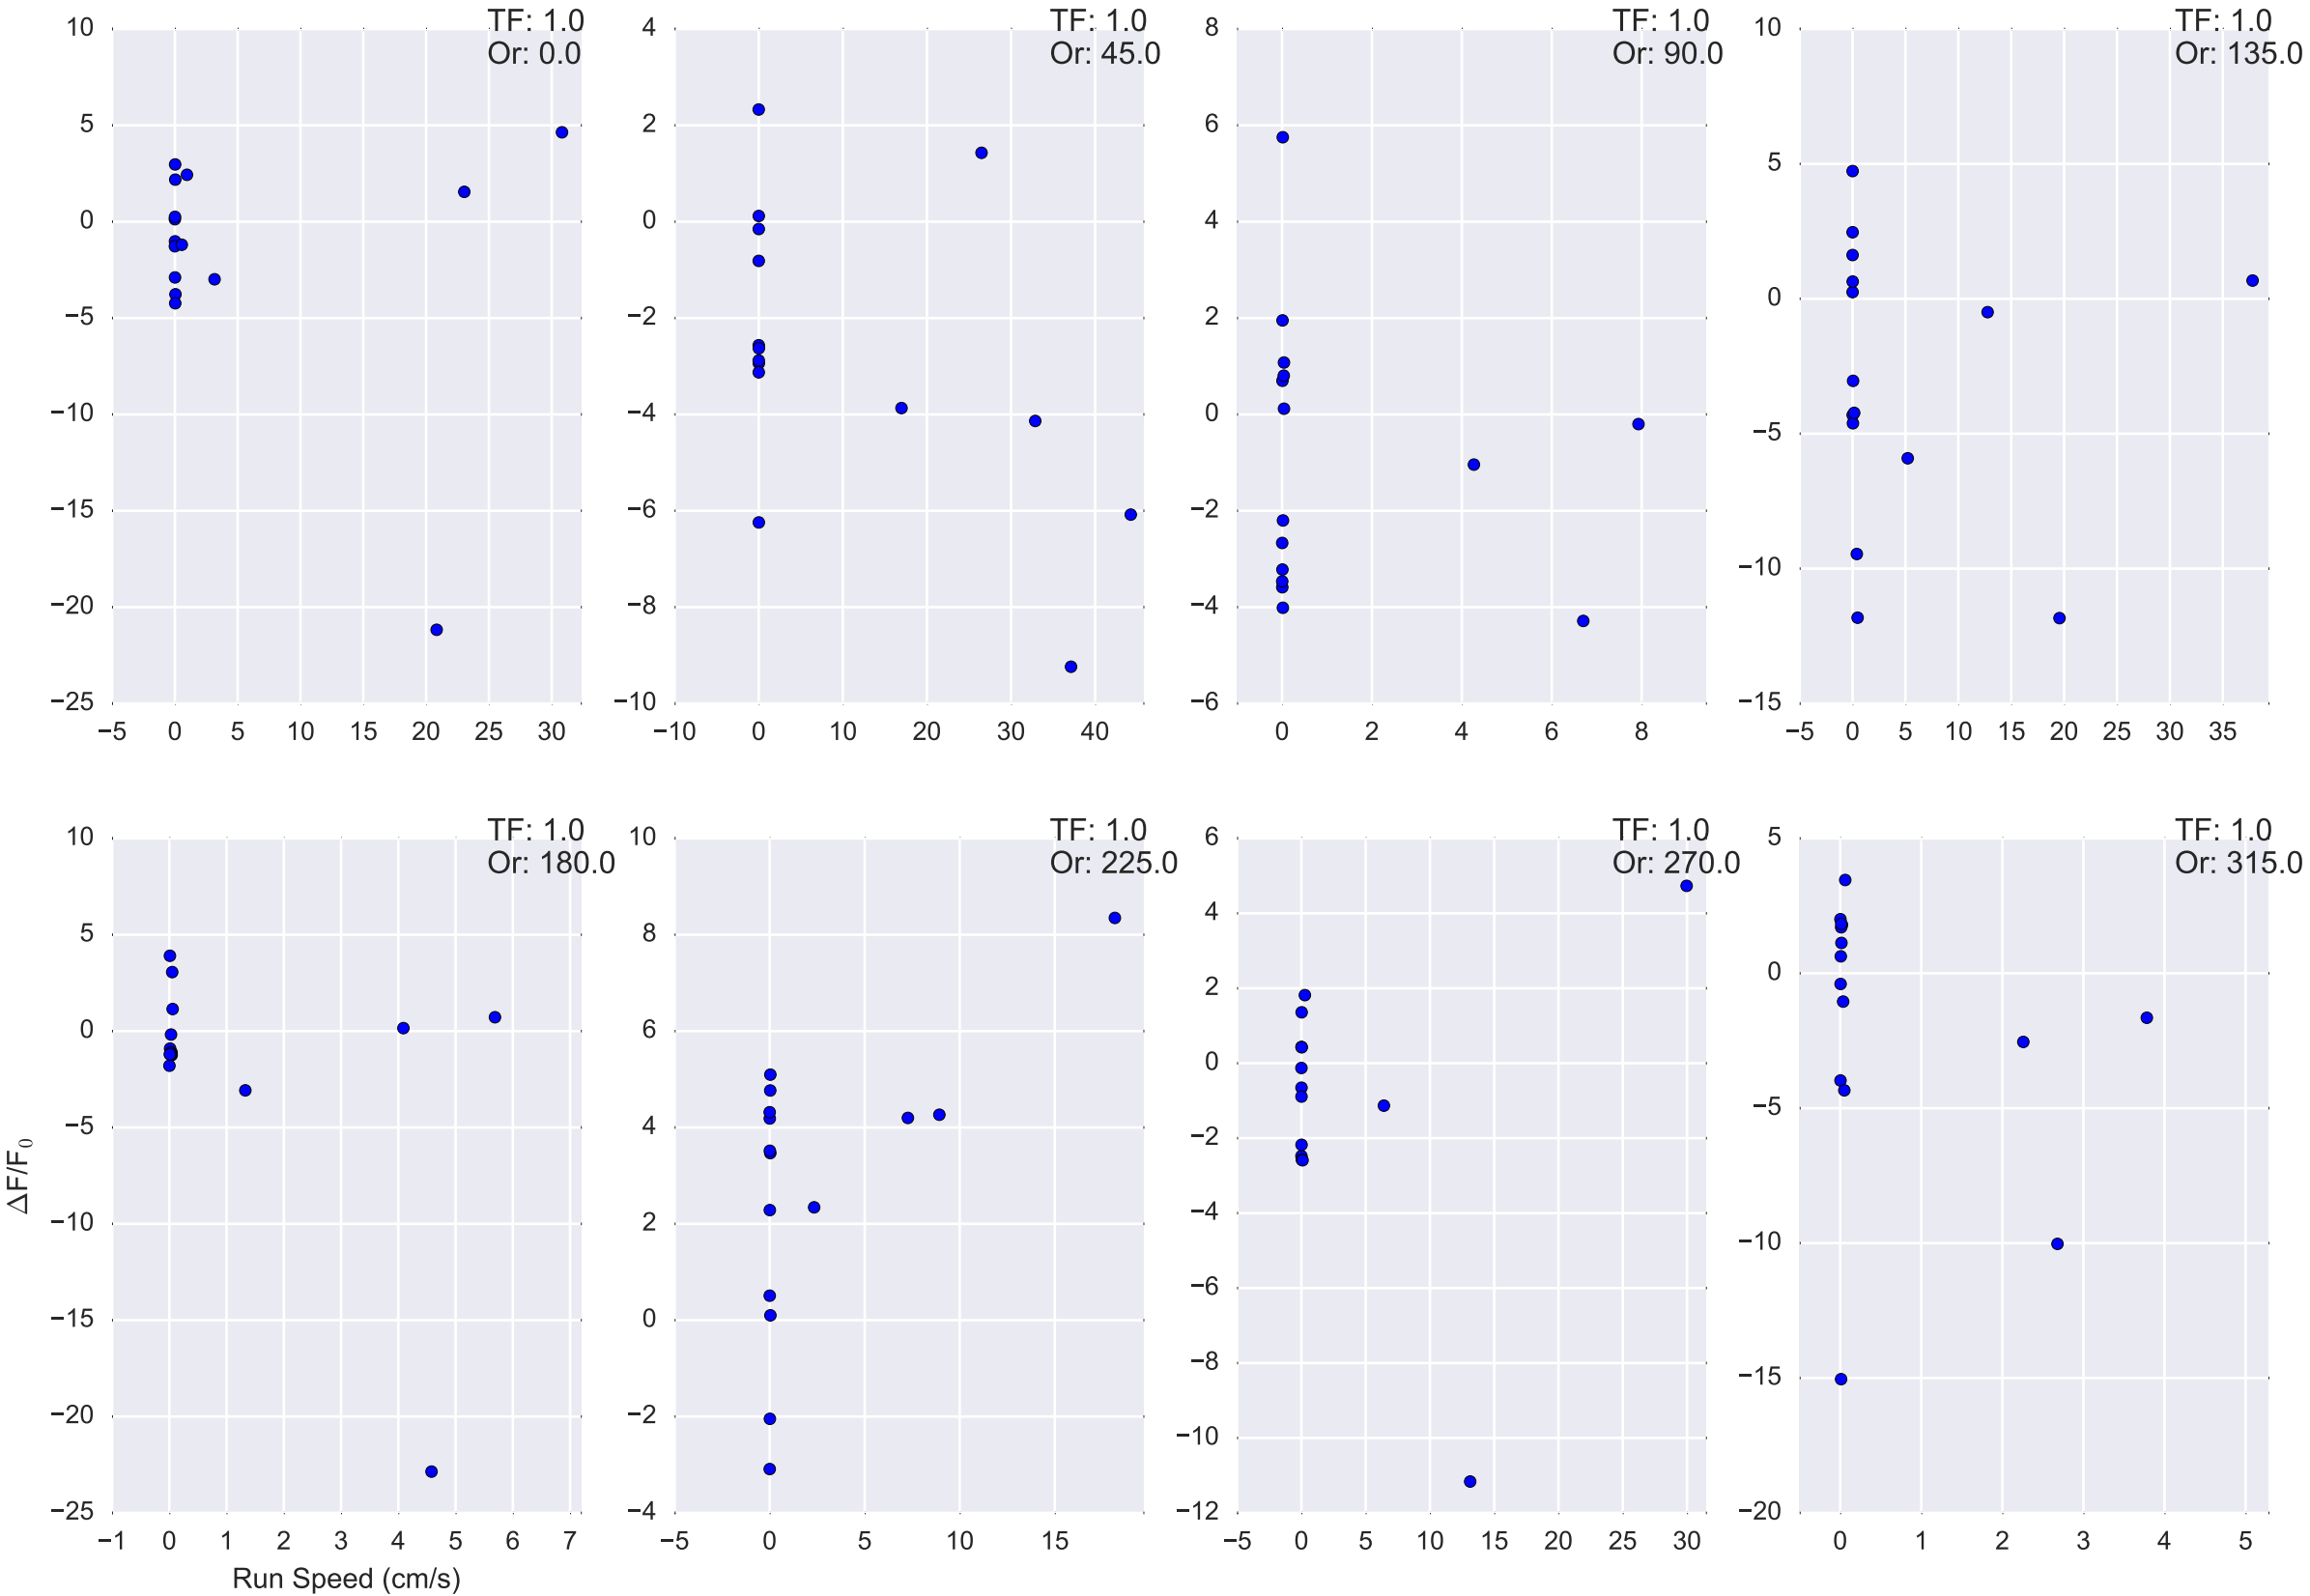 TF: 1.0
Or: 0.0
10
5
0
−5
−10
−15
−20
−25
−5 0 5 10 15 20 25 30
TF: 1.0
Or: 45.0
4
2
0
−2
−4
−6
−8
−10
−10 0 10 20 30 40
TF: 1.0
Or: 90.0
8
6
4
2
0
−2
−4
−6
0 2 4 6 8
TF: 1.0
Or: 135.0
10
5
0
−5
−10
−15
−5 0 5 10 15 20 25 30 35
TF: 1.0
Or: 180.0
10
5
0
−5
−10
−15
−20
−25
ΔF/F₀
−1 0 1 2 3 4 5 6 7
Run Speed (cm/s)
TF: 1.0
Or: 225.0
10
8
6
4
2
0
−2
−4
−5 0 5 10 15
TF: 1.0
Or: 270.0
6
4
2
0
−2
−4
−6
−8
−10
−12
−5 0 5 10 15 20 25 30
TF: 1.0
Or: 315.0
5
0
−5
−10
−15
−20
0 1 2 3 4 5